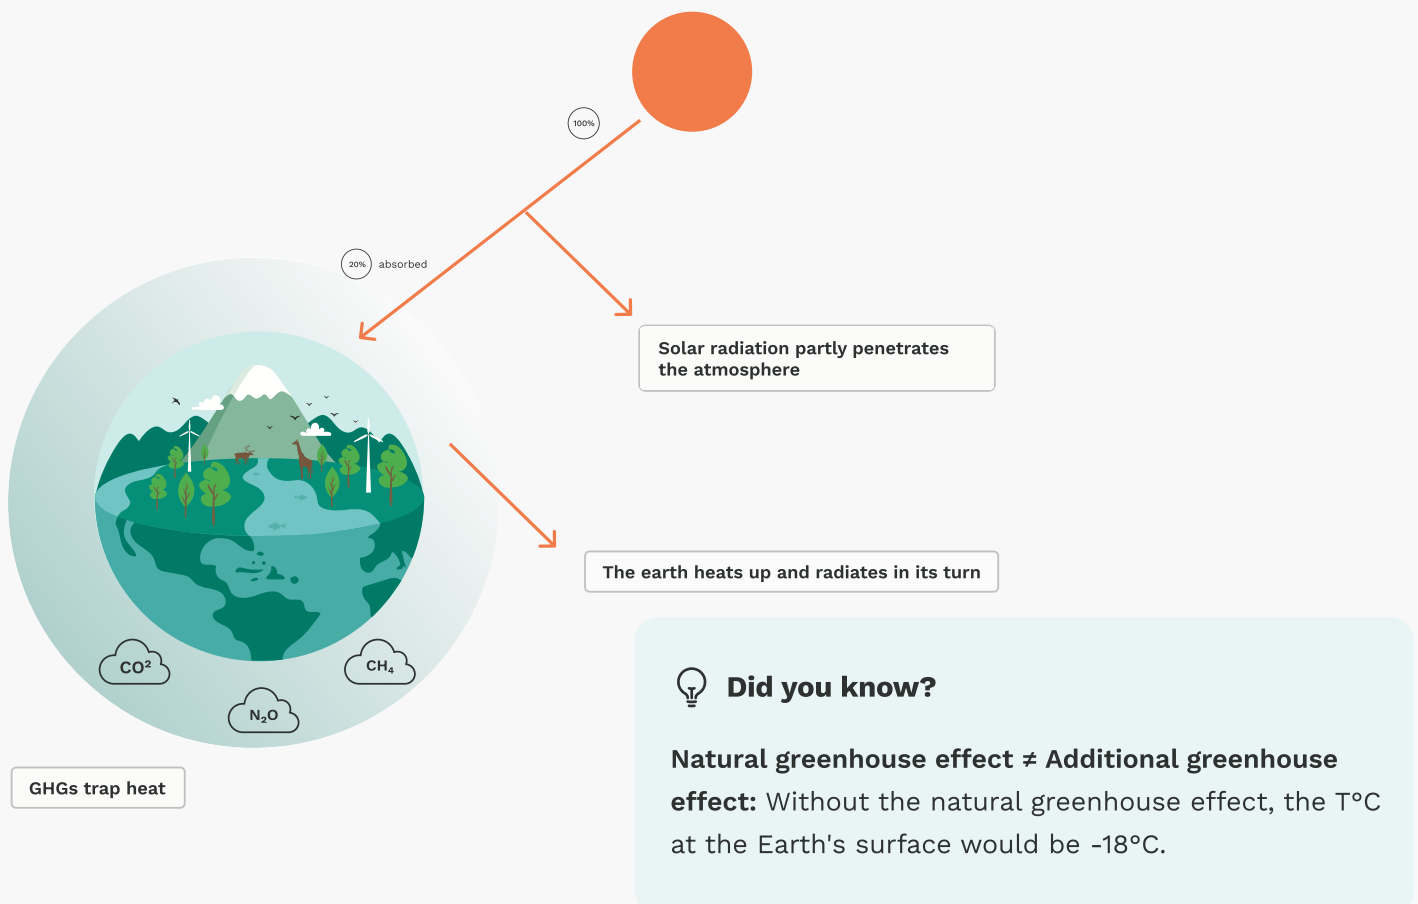 100%
20% absorbed
Solar radiation partly penetrates
the atmosphere
The earth heats up and radiates in its turn
CO²
CH₄
N₂O
GHGs trap heat
Did you know?
Natural greenhouse effect ≠ Additional greenhouse
effect: Without the natural greenhouse effect, the T°C
at the Earth's surface would be -18°C.